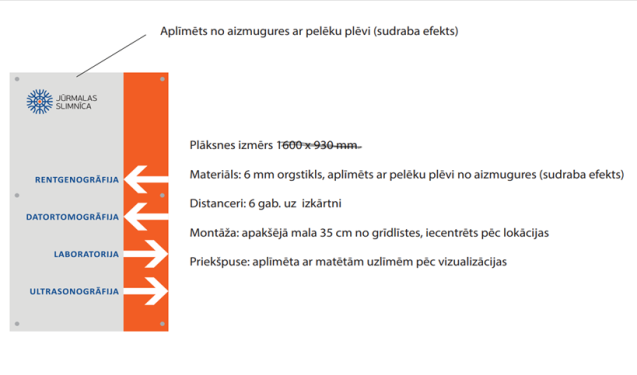 Aplīmēts no aizmugures ar pelēku plēvi (sudraba efekts)
JŪRMALAS
SLIMNĪCA
RENTGENOGRĀFIJA
DATORTOMOGRĀFIJA
LABORATORIJA
ULTRASONOGRĀFIJA
Plāksnes izmērs 1600 x 930 mm.
Materiāls: 6 mm orgstikls, aplīmēts ar pelēku plēvi no aizmugures (sudraba efekts)
Distanceri: 6 gab. uz izkārtni
Montāža: apakšējā mala 35 cm no grīdlīstes, iecentrēts pēc lokācijas
Priekšpuse: aplīmēta ar matētām uzlīmēm pēc vizualizācijas